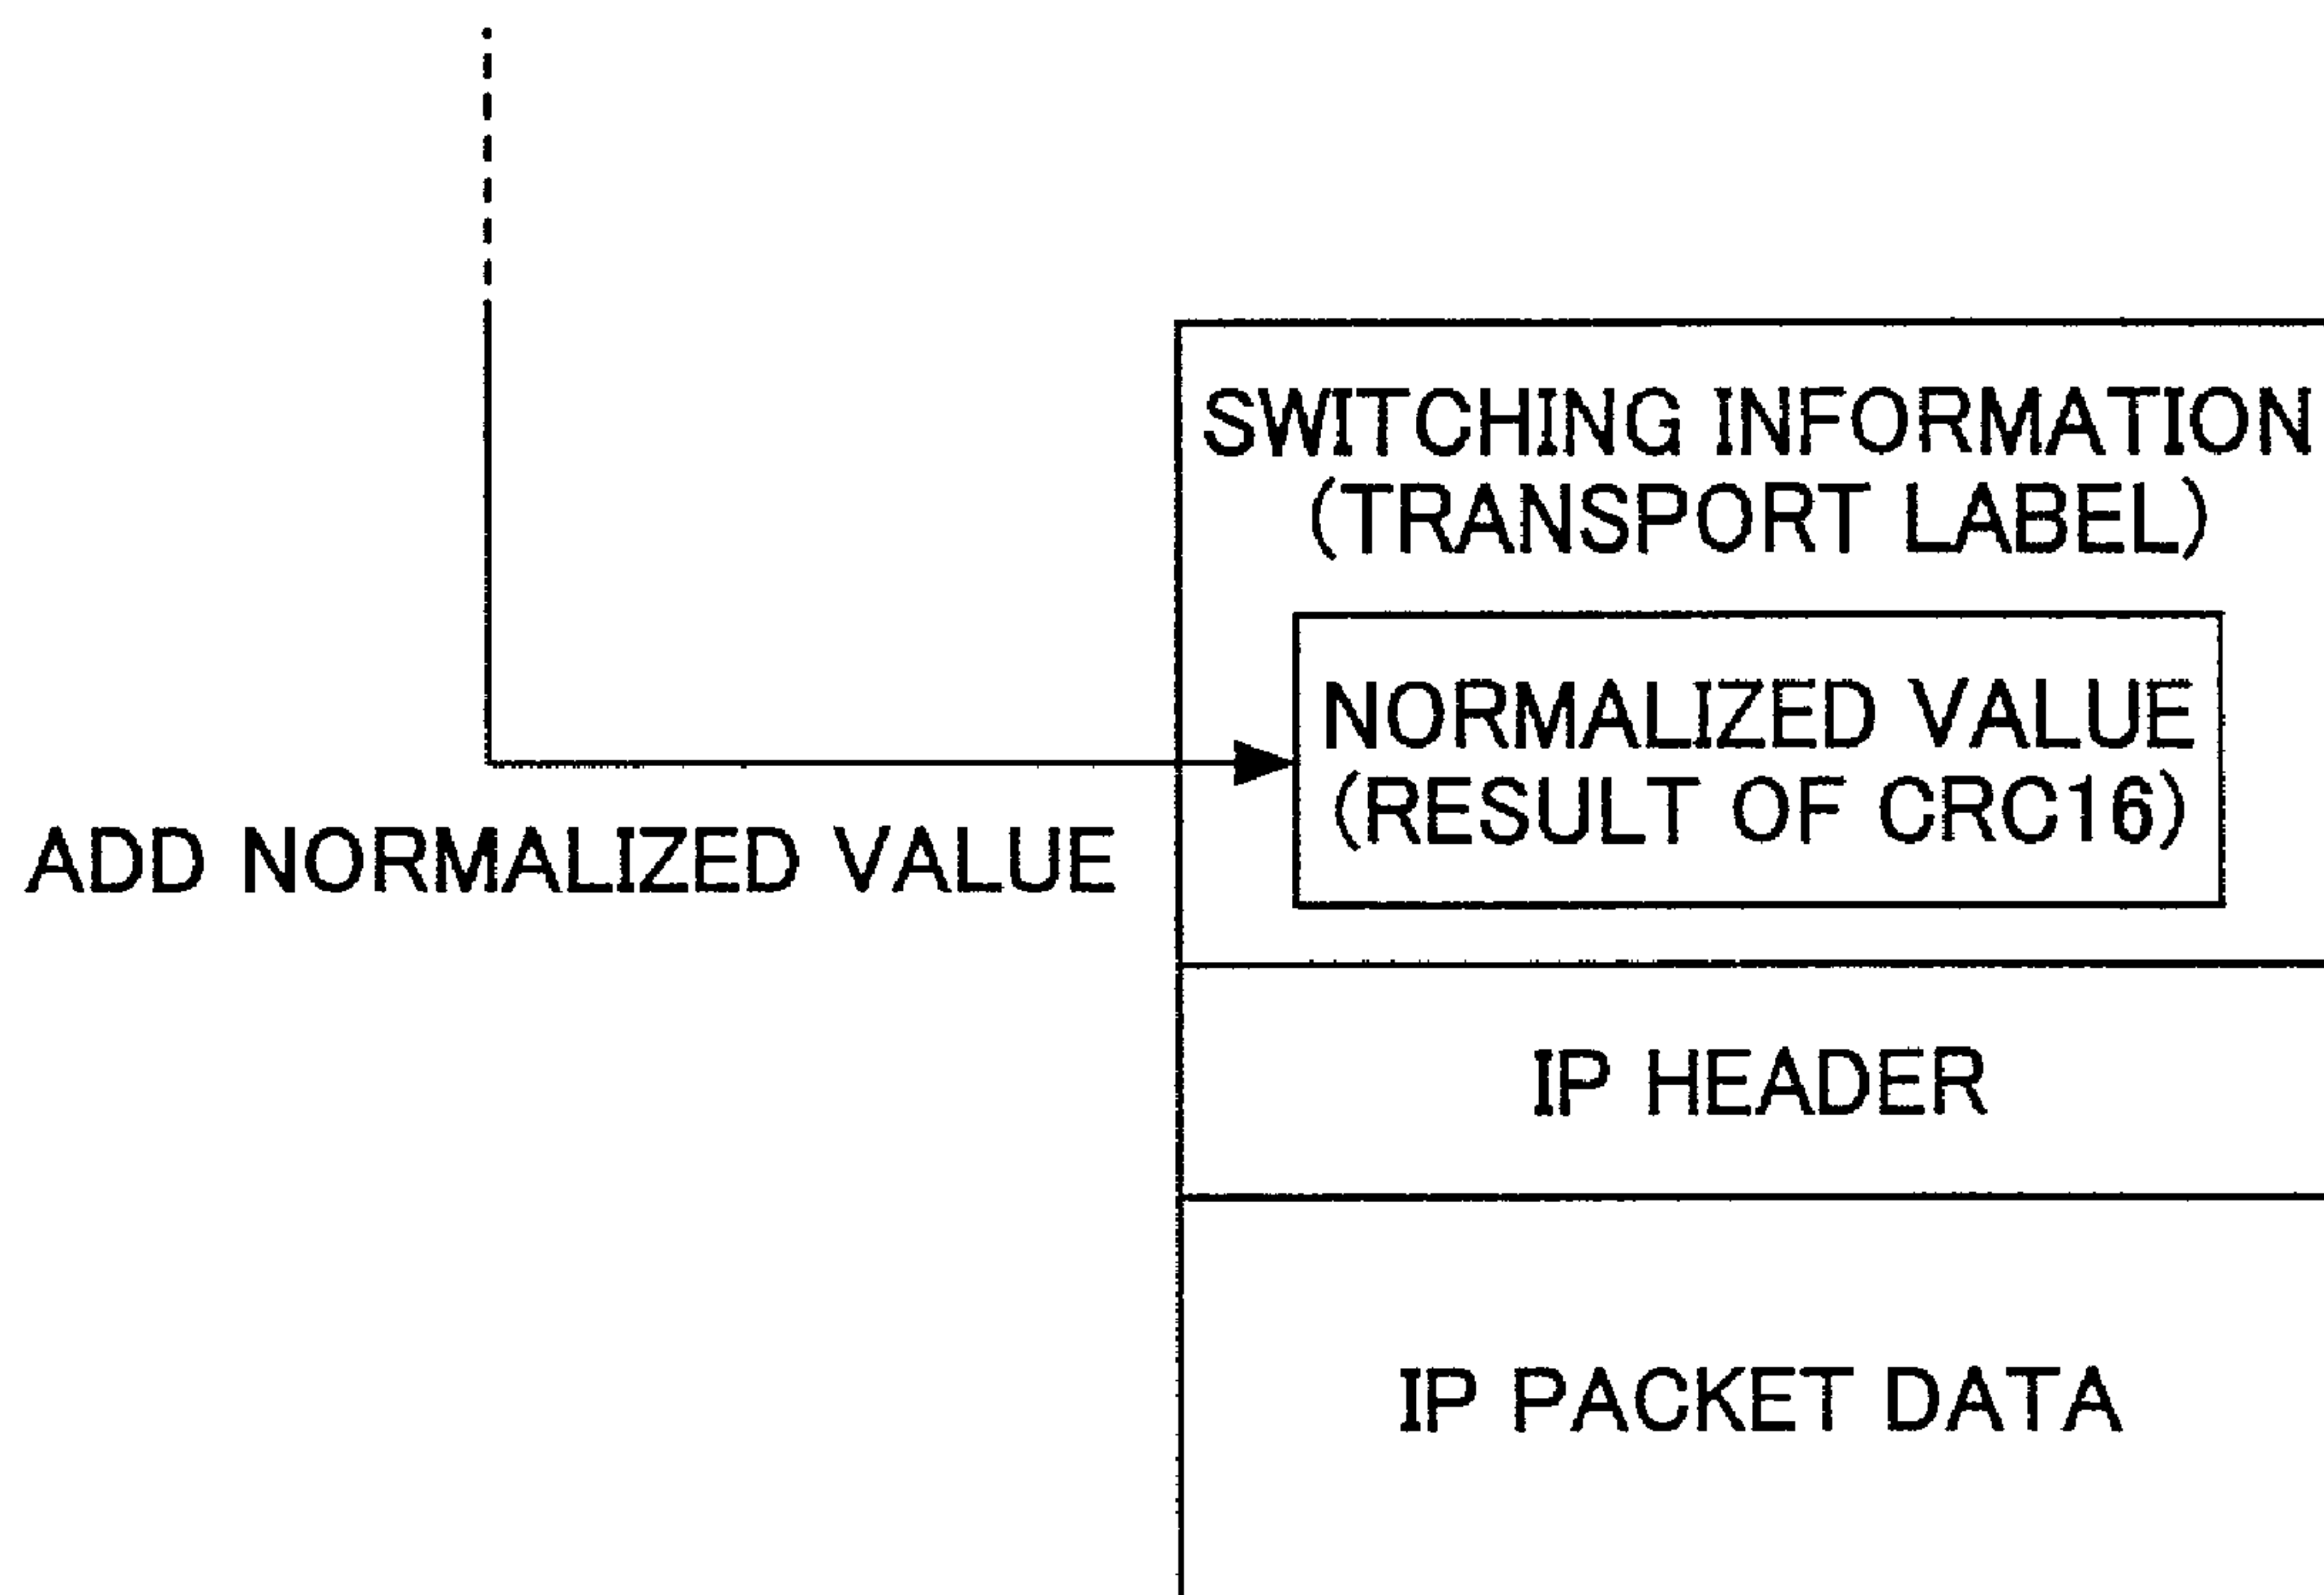 SWITCHING INFORMATION
(TRANSPORT LABEL)
NORMALIZED VALUE
(RESULT OF CRC16)
ADD NORMALIZED VALUE
IP HEADER
IP PACKET DATA